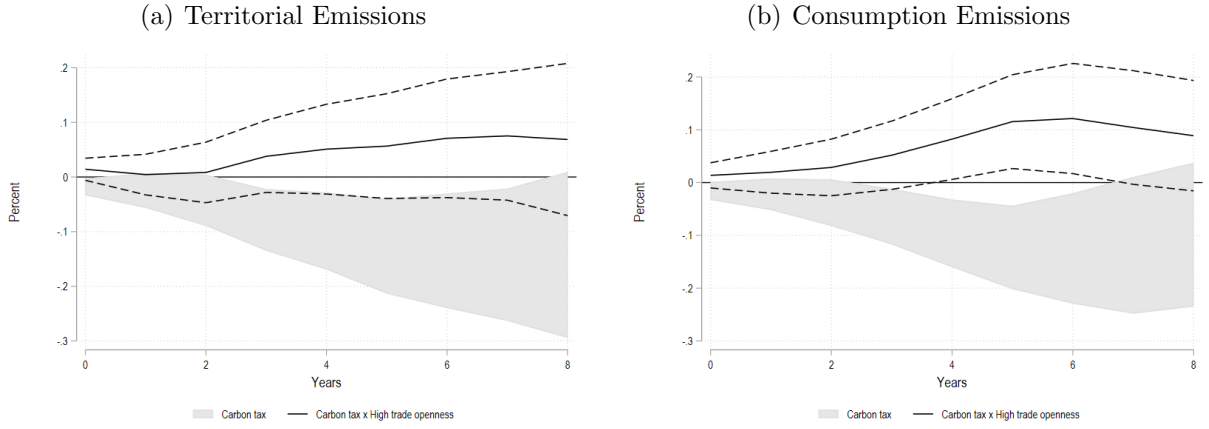 (a) Territorial Emissions
.2
.1
0
-.1
-.2
-.3
Percent
0 2 4 6 8
Years
Carbon tax Carbon tax x High trade openness
(b) Consumption Emissions
.2
.1
0
-.1
-.2
-.3
Percent
0 2 4 6 8
Years
Carbon tax Carbon tax x High trade openness